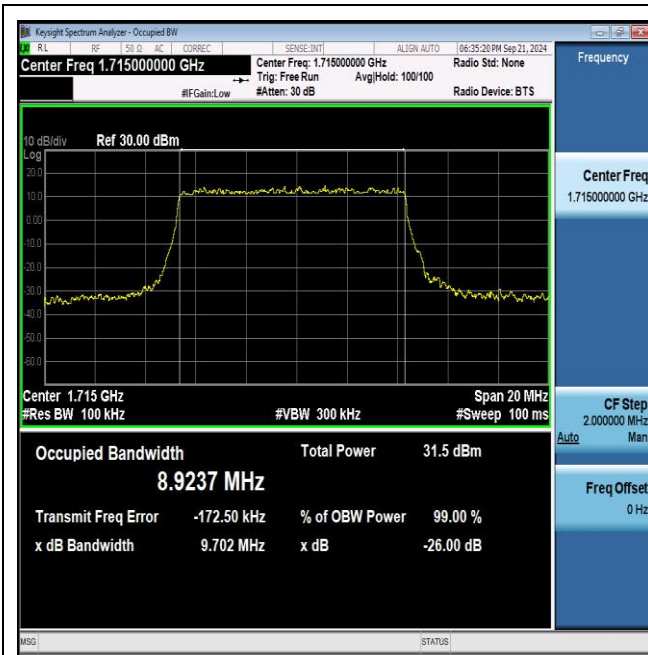 Keysight Spectrum Analyzer - Occupied BW
RL RF 50 Ω AC CORREC SENSE:INT ALIGN AUTO 06:35:20 PM Sep 21, 2024
Center Freq 1.715000000 GHz
Center Freq: 1.715000000 GHz
Radio Std: None
Trig: Free Run Avg|Hold: 100/100
#IFGain:Low #Atten: 30 dB Radio Device: BTS
Frequency
10 dB/div Ref 30.00 dBm
Log
20.0
10.0
0.00
-10.0
-20.0
-30.0
-40.0
-50.0
-60.0
Center 1.715 GHz Span 20 MHz
#Res BW 100 kHz #VBW 300 kHz #Sweep 100 ms
Occupied Bandwidth
8.9237 MHz
Total Power 31.5 dBm
Transmit Freq Error -172.50 kHz % of OBW Power 99.00 %
x dB Bandwidth 9.702 MHz x dB -26.00 dB
Center Freq
1.715000000 GHz
CF Step
2.000000 MHz
Auto Man
Freq Offset
0 Hz
MSG STATUS